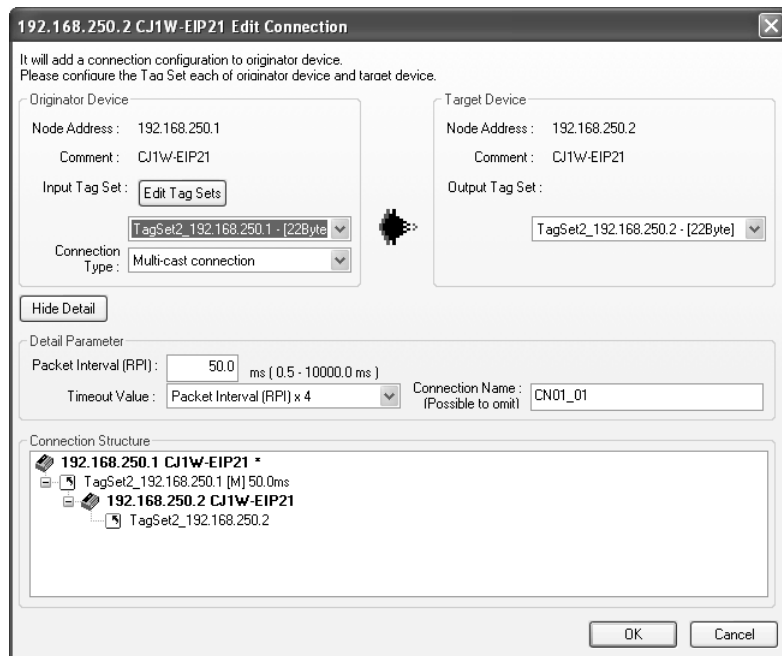 192.168.250.2 CJ1W-EIP21 Edit Connection
It will add a connection configuration to originator device.
Please configure the Tag Set each of originator device and target device.
Originator Device
Node Address : 192.168.250.1
Comment : CJ1W-EIP21
Input Tag Set : Edit Tag Sets
TagSet2_192.168.250.1 - [22Byte
Connection Type : Multi-cast connection
Target Device
Node Address : 192.168.250.2
Comment : CJ1W-EIP21
Output Tag Set :
TagSet2_192.168.250.2 - [22Byte]
Hide Detail
Detail Parameter
Packet Interval (RPI) : 50.0 ms ( 0.5 - 10000.0 ms )
Timeout Value : Packet Interval (RPI) x 4
Connection Name : CN01_01
(Possible to omit)
Connection Structure
192.168.250.1 CJ1W-EIP21 *
TagSet2_192.168.250.1 [M] 50.0ms
192.168.250.2 CJ1W-EIP21
TagSet2_192.168.250.2
OK Cancel